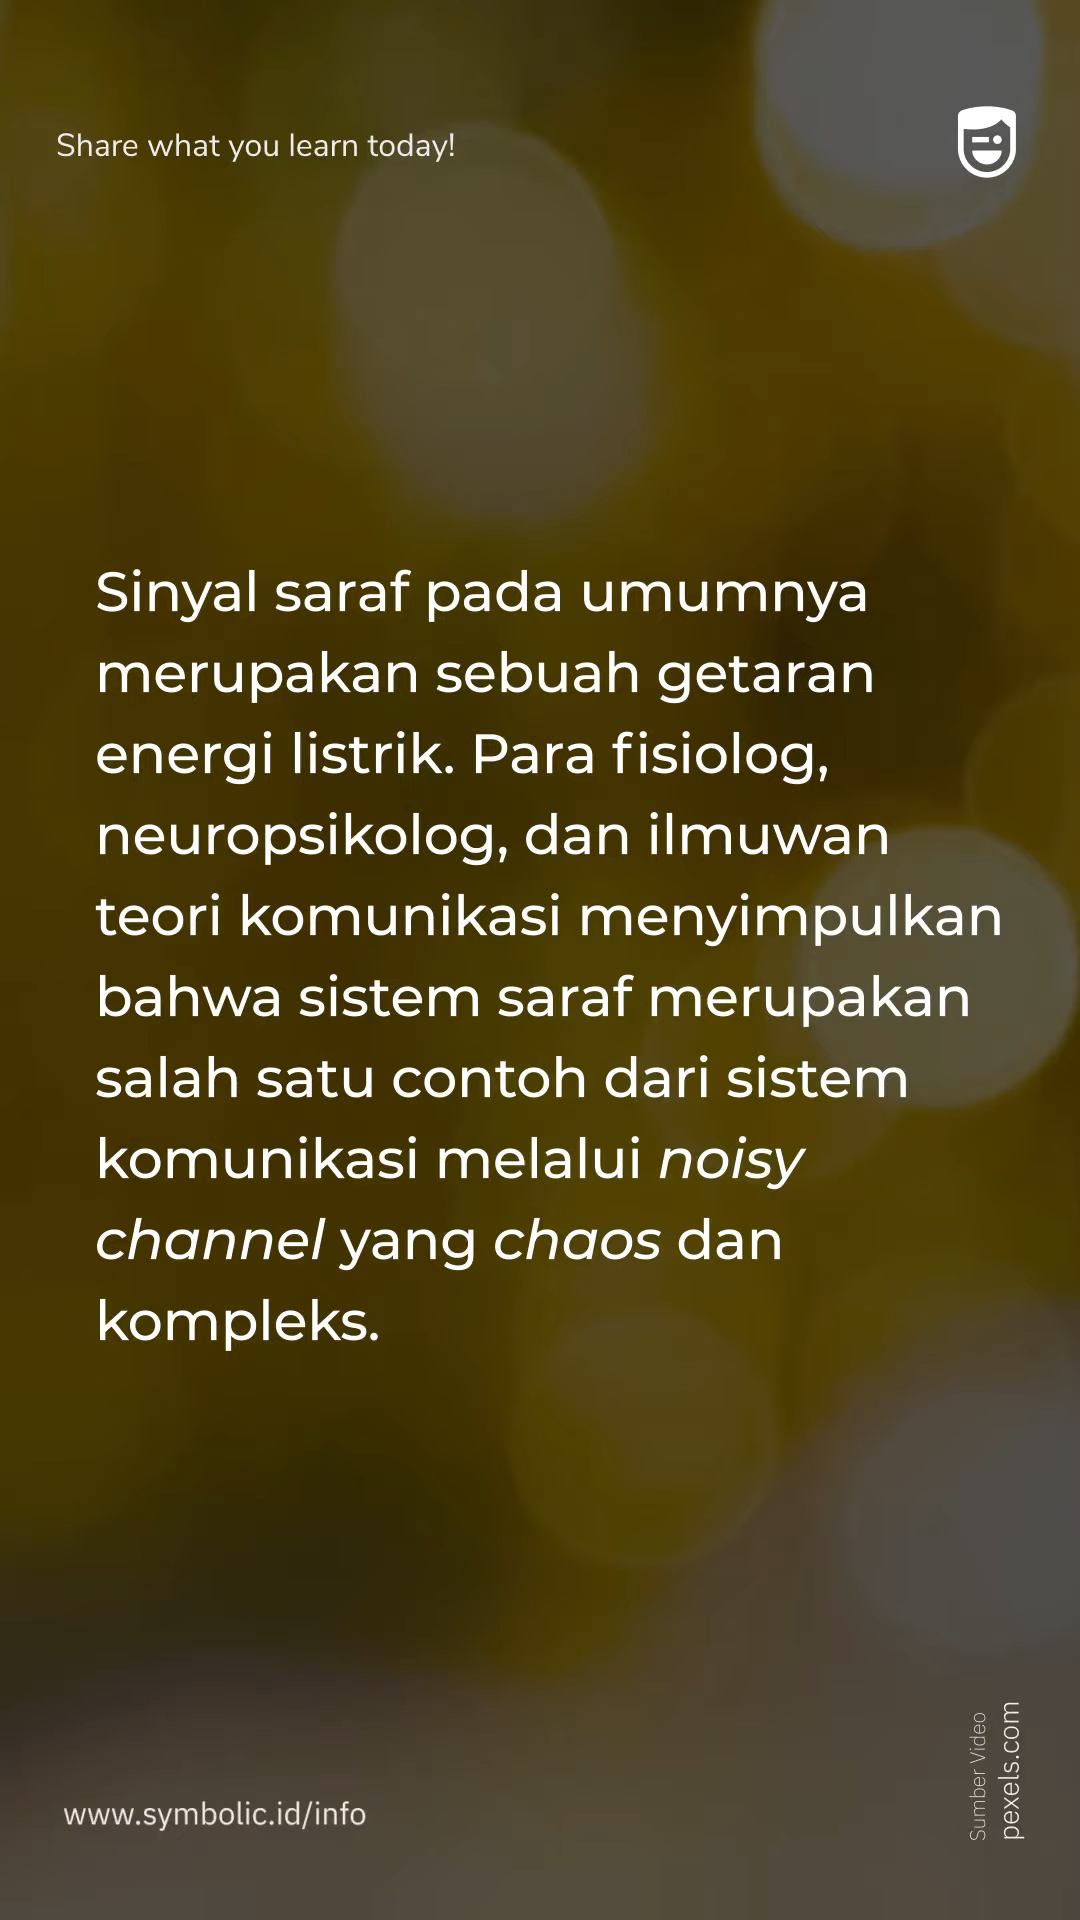 Share what you learn today!
Sinyal saraf pada umumnya
merupakan sebuah getaran
energi listrik. Para fisiolog,
neuropsikolog, dan ilmuwan
teori komunikasi menyimpulkan
bahwa sistem saraf merupakan
salah satu contoh dari sistem
komunikasi melalui noisy
channel yang chaos dan
kompleks.
www.symbolic.id/info
Sumber Video
pexels.com